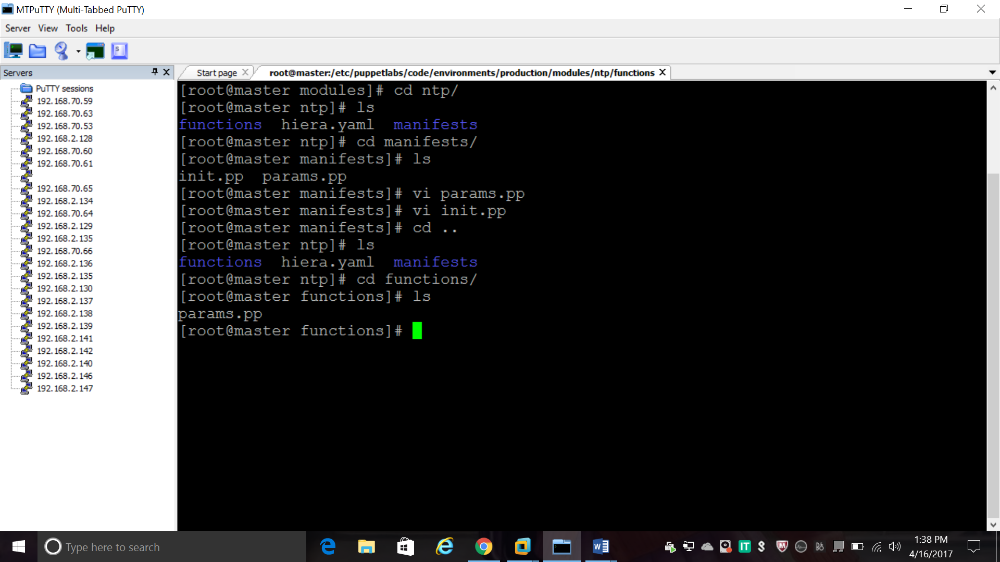 MTPuTTY (Multi-Tabbed PuTTY)
Server View Tools Help
Servers
PuTTY sessions
192.168.70.59
192.168.70.63
192.168.70.53
192.168.2.128
192.168.70.60
192.168.70.61
192.168.70.65
192.168.2.134
192.168.70.64
192.168.2.129
192.168.2.135
192.168.70.66
192.168.2.136
192.168.2.135
192.168.2.130
192.168.2.137
192.168.2.138
192.168.2.139
192.168.2.141
192.168.2.142
192.168.2.140
192.168.2.146
192.168.2.147
Start page root@master:/etc/puppetlabs/code/environments/production/modules/ntp/functions
[root@master modules]# cd ntp/
[root@master ntp]# ls
functions hiera.yaml manifests
[root@master ntp]# cd manifests/
[root@master manifests]# ls
init.pp params.pp
[root@master manifests]# vi params.pp
[root@master manifests]# vi init.pp
[root@master manifests]# cd ..
[root@master ntp]# ls
functions hiera.yaml manifests
[root@master ntp]# cd functions/
[root@master functions]# ls
params.pp
[root@master functions]#
Type here to search
IT
1:38 PM
4/16/2017